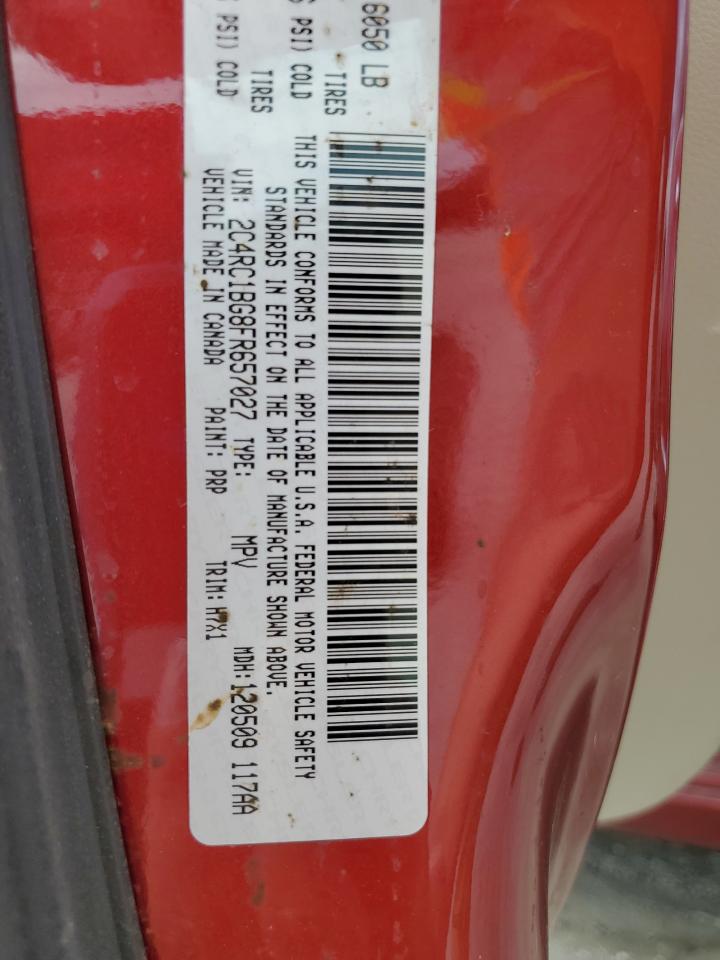 6050 LB
TIRES
PSI) COLD
TIRES
PSI) COLD
THIS VEHICLE CONFORMS TO ALL APPLICABLE U.S.A. FEDERAL MOTOR VEHICLE SAFETY
STANDARDS IN EFFECT ON THE DATE OF MANUFACTURE SHOWN ABOVE.
VIN: 2C4RC1BG8FR657027 TYPE: MPV MDH:120509 117AA
VEHICLE MADE IN CANADA PAINT: PRP TRIM: H7X1